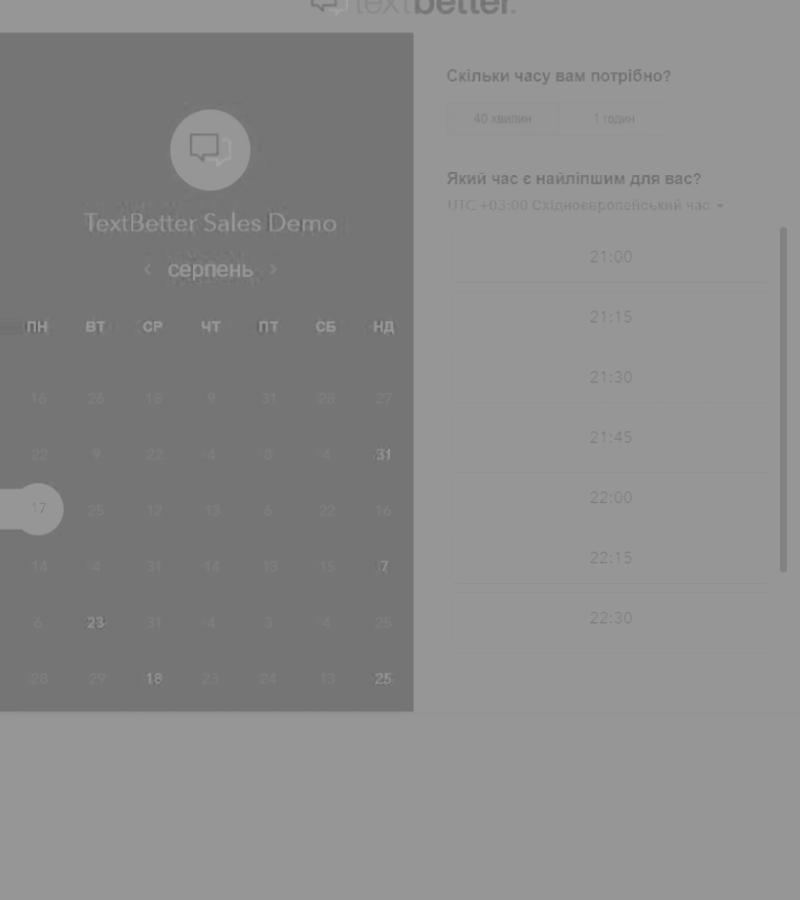 textbetter.
TextBetter Sales Demo
‹ серпень ›
ПН ВТ СР ЧТ ПТ СБ НД
16 26 18 9 31 28 27
22 9 22 4 4 31
17 25 12 13 6 22 16
14 4 31 14 13 15 7
6 23 31 4 3 4 25
28 29 18 23 24 13 25
Скільки часу вам потрібно?
40 хвилин 1 годин
Який час є найліпшим для вас?
UTC +03:00 Східноєвропейський час
21:00
21:15
21:30
21:45
22:00
22:15
22:30